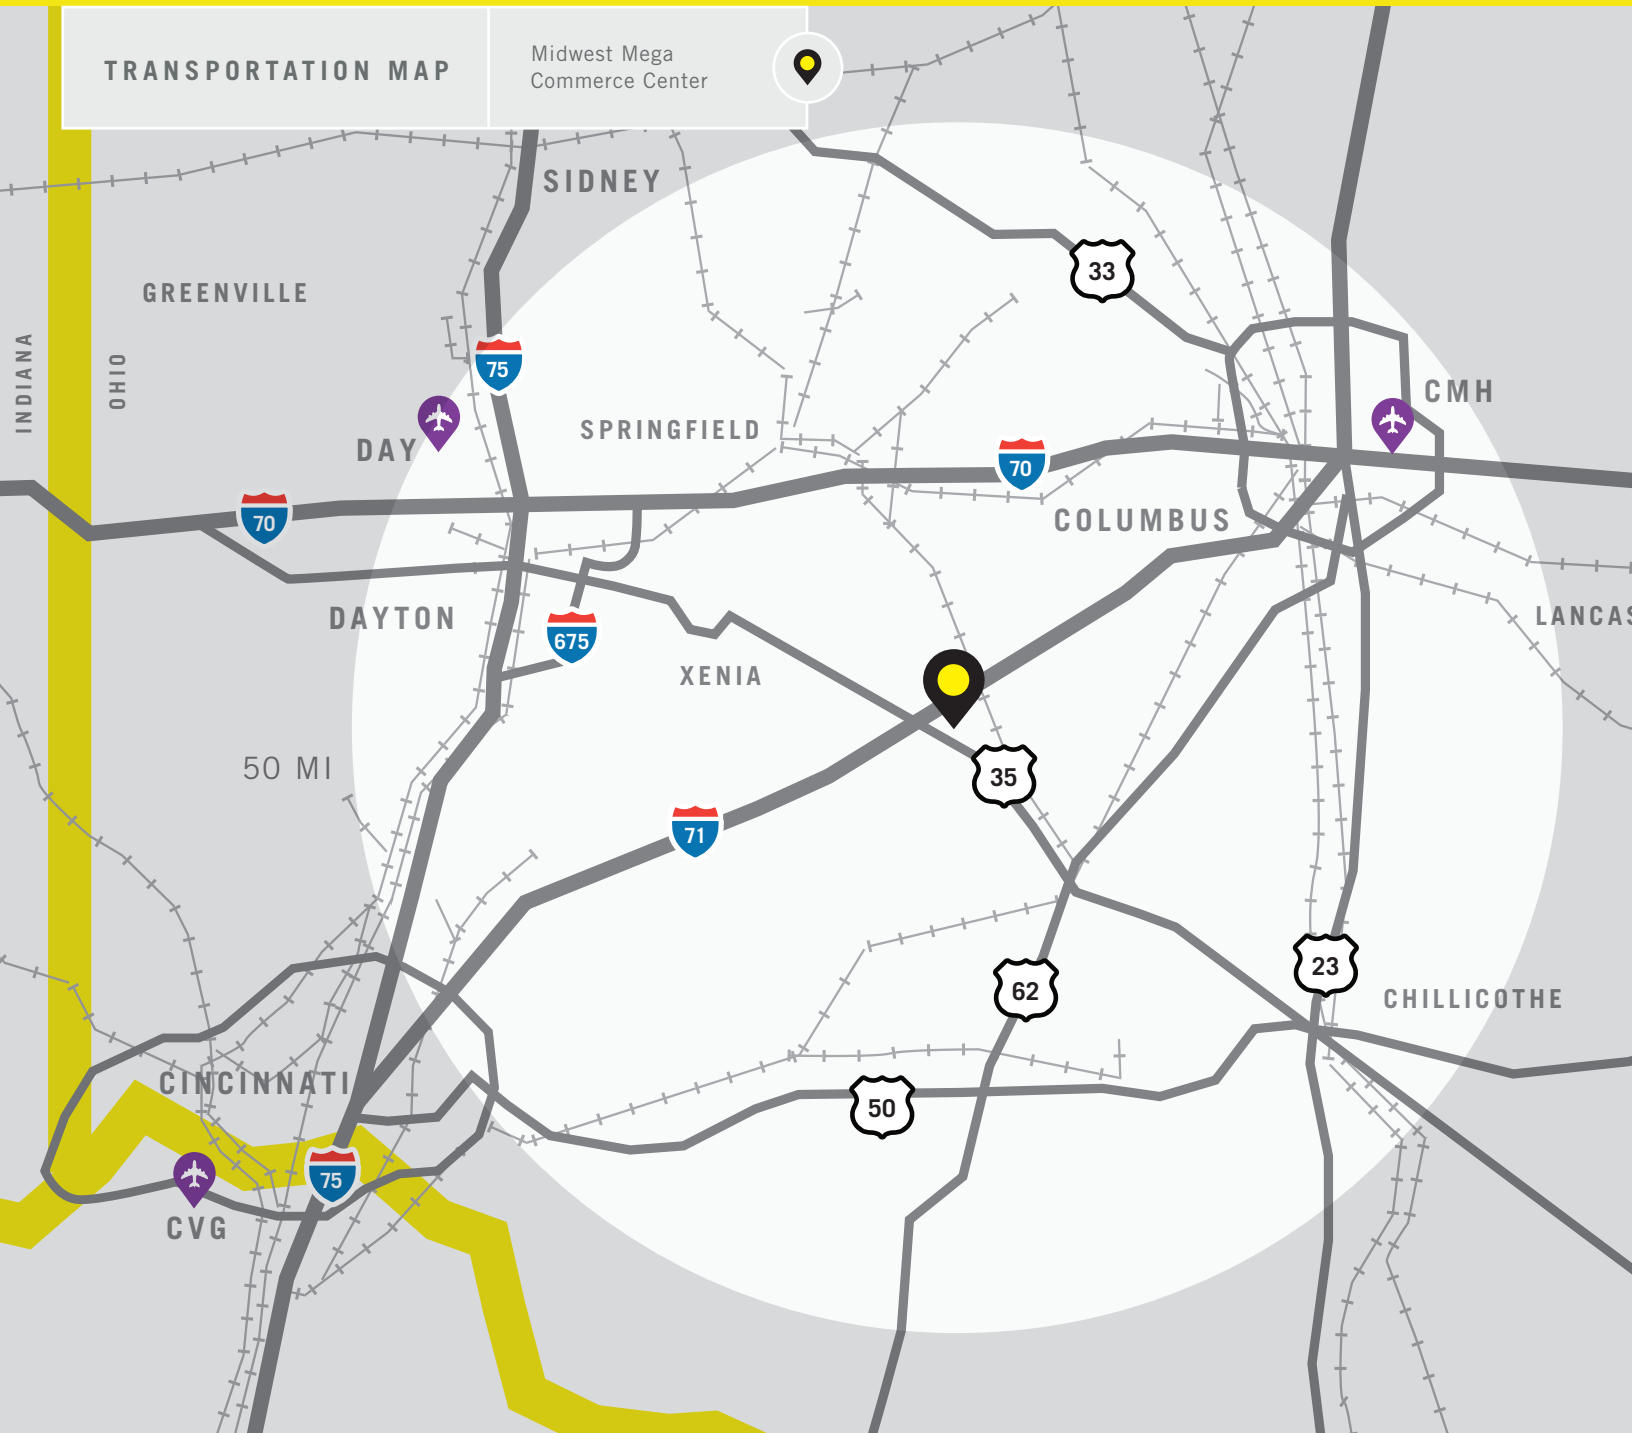 TRANSPORTATION MAP
Midwest Mega
Commerce Center
SIDNEY
33
GREENVILLE
INDIANA
OHIO
75
CMH
DAY
SPRINGFIELD
70
70
COLUMBUS
DAYTON
675
LANCAS
XENIA
50 MI
35
71
23
62
CHILLICOTHE
CINCINNATI
50
75
CVG